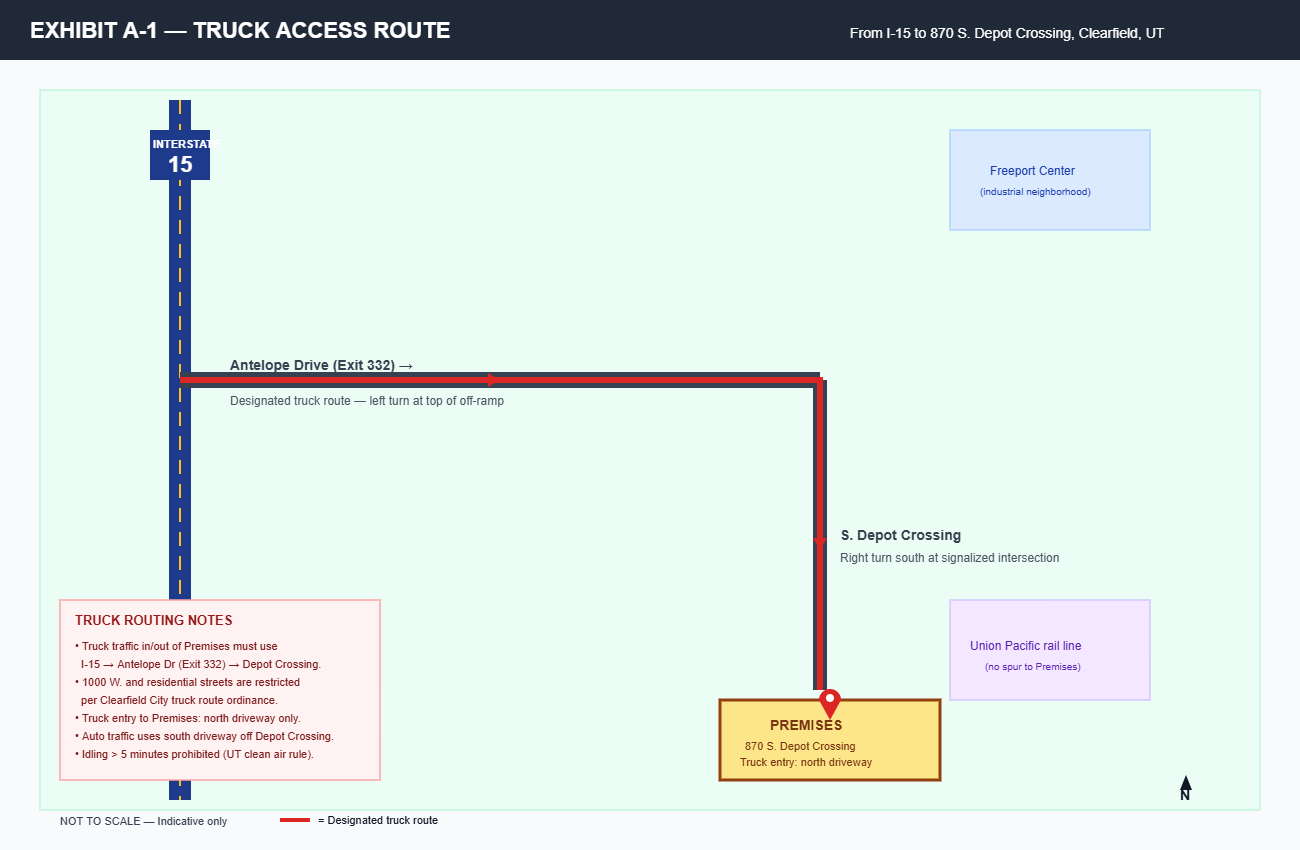 EXHIBIT A-1 — TRUCK ACCESS ROUTE
From I-15 to 870 S. Depot Crossing, Clearfield, UT
INTERSTATE
15
Freeport Center
(industrial neighborhood)
Antelope Drive (Exit 332) →
Designated truck route — left turn at top of off-ramp
S. Depot Crossing
Right turn south at signalized intersection
TRUCK ROUTING NOTES
• Truck traffic in/out of Premises must use
I-15 → Antelope Dr (Exit 332) → Depot Crossing.
• 1000 W. and residential streets are restricted
per Clearfield City truck route ordinance.
• Truck entry to Premises: north driveway only.
• Auto traffic uses south driveway off Depot Crossing.
• Idling > 5 minutes prohibited (UT clean air rule).
Union Pacific rail line
(no spur to Premises)
PREMISES
870 S. Depot Crossing
Truck entry: north driveway
N
NOT TO SCALE — Indicative only
= Designated truck route